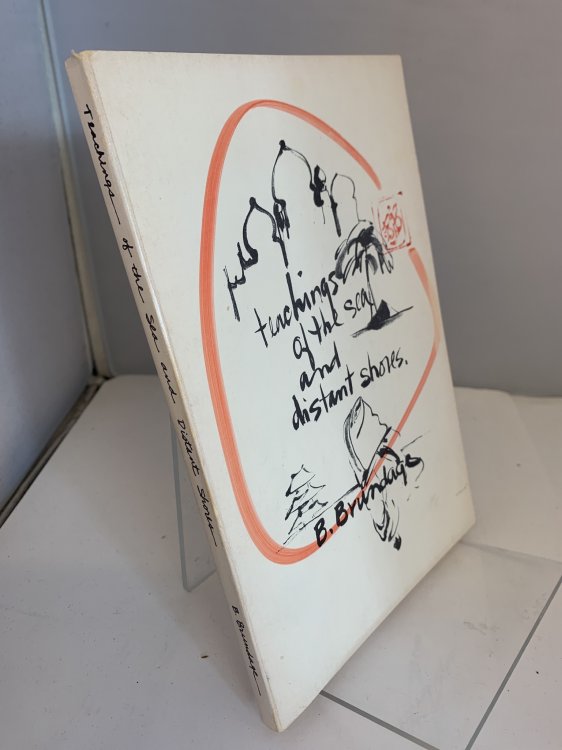 Teachings of the Sea and Distant Shores
B. Brundage
teachings
of the sea
and
distant shores.
B. Brundage